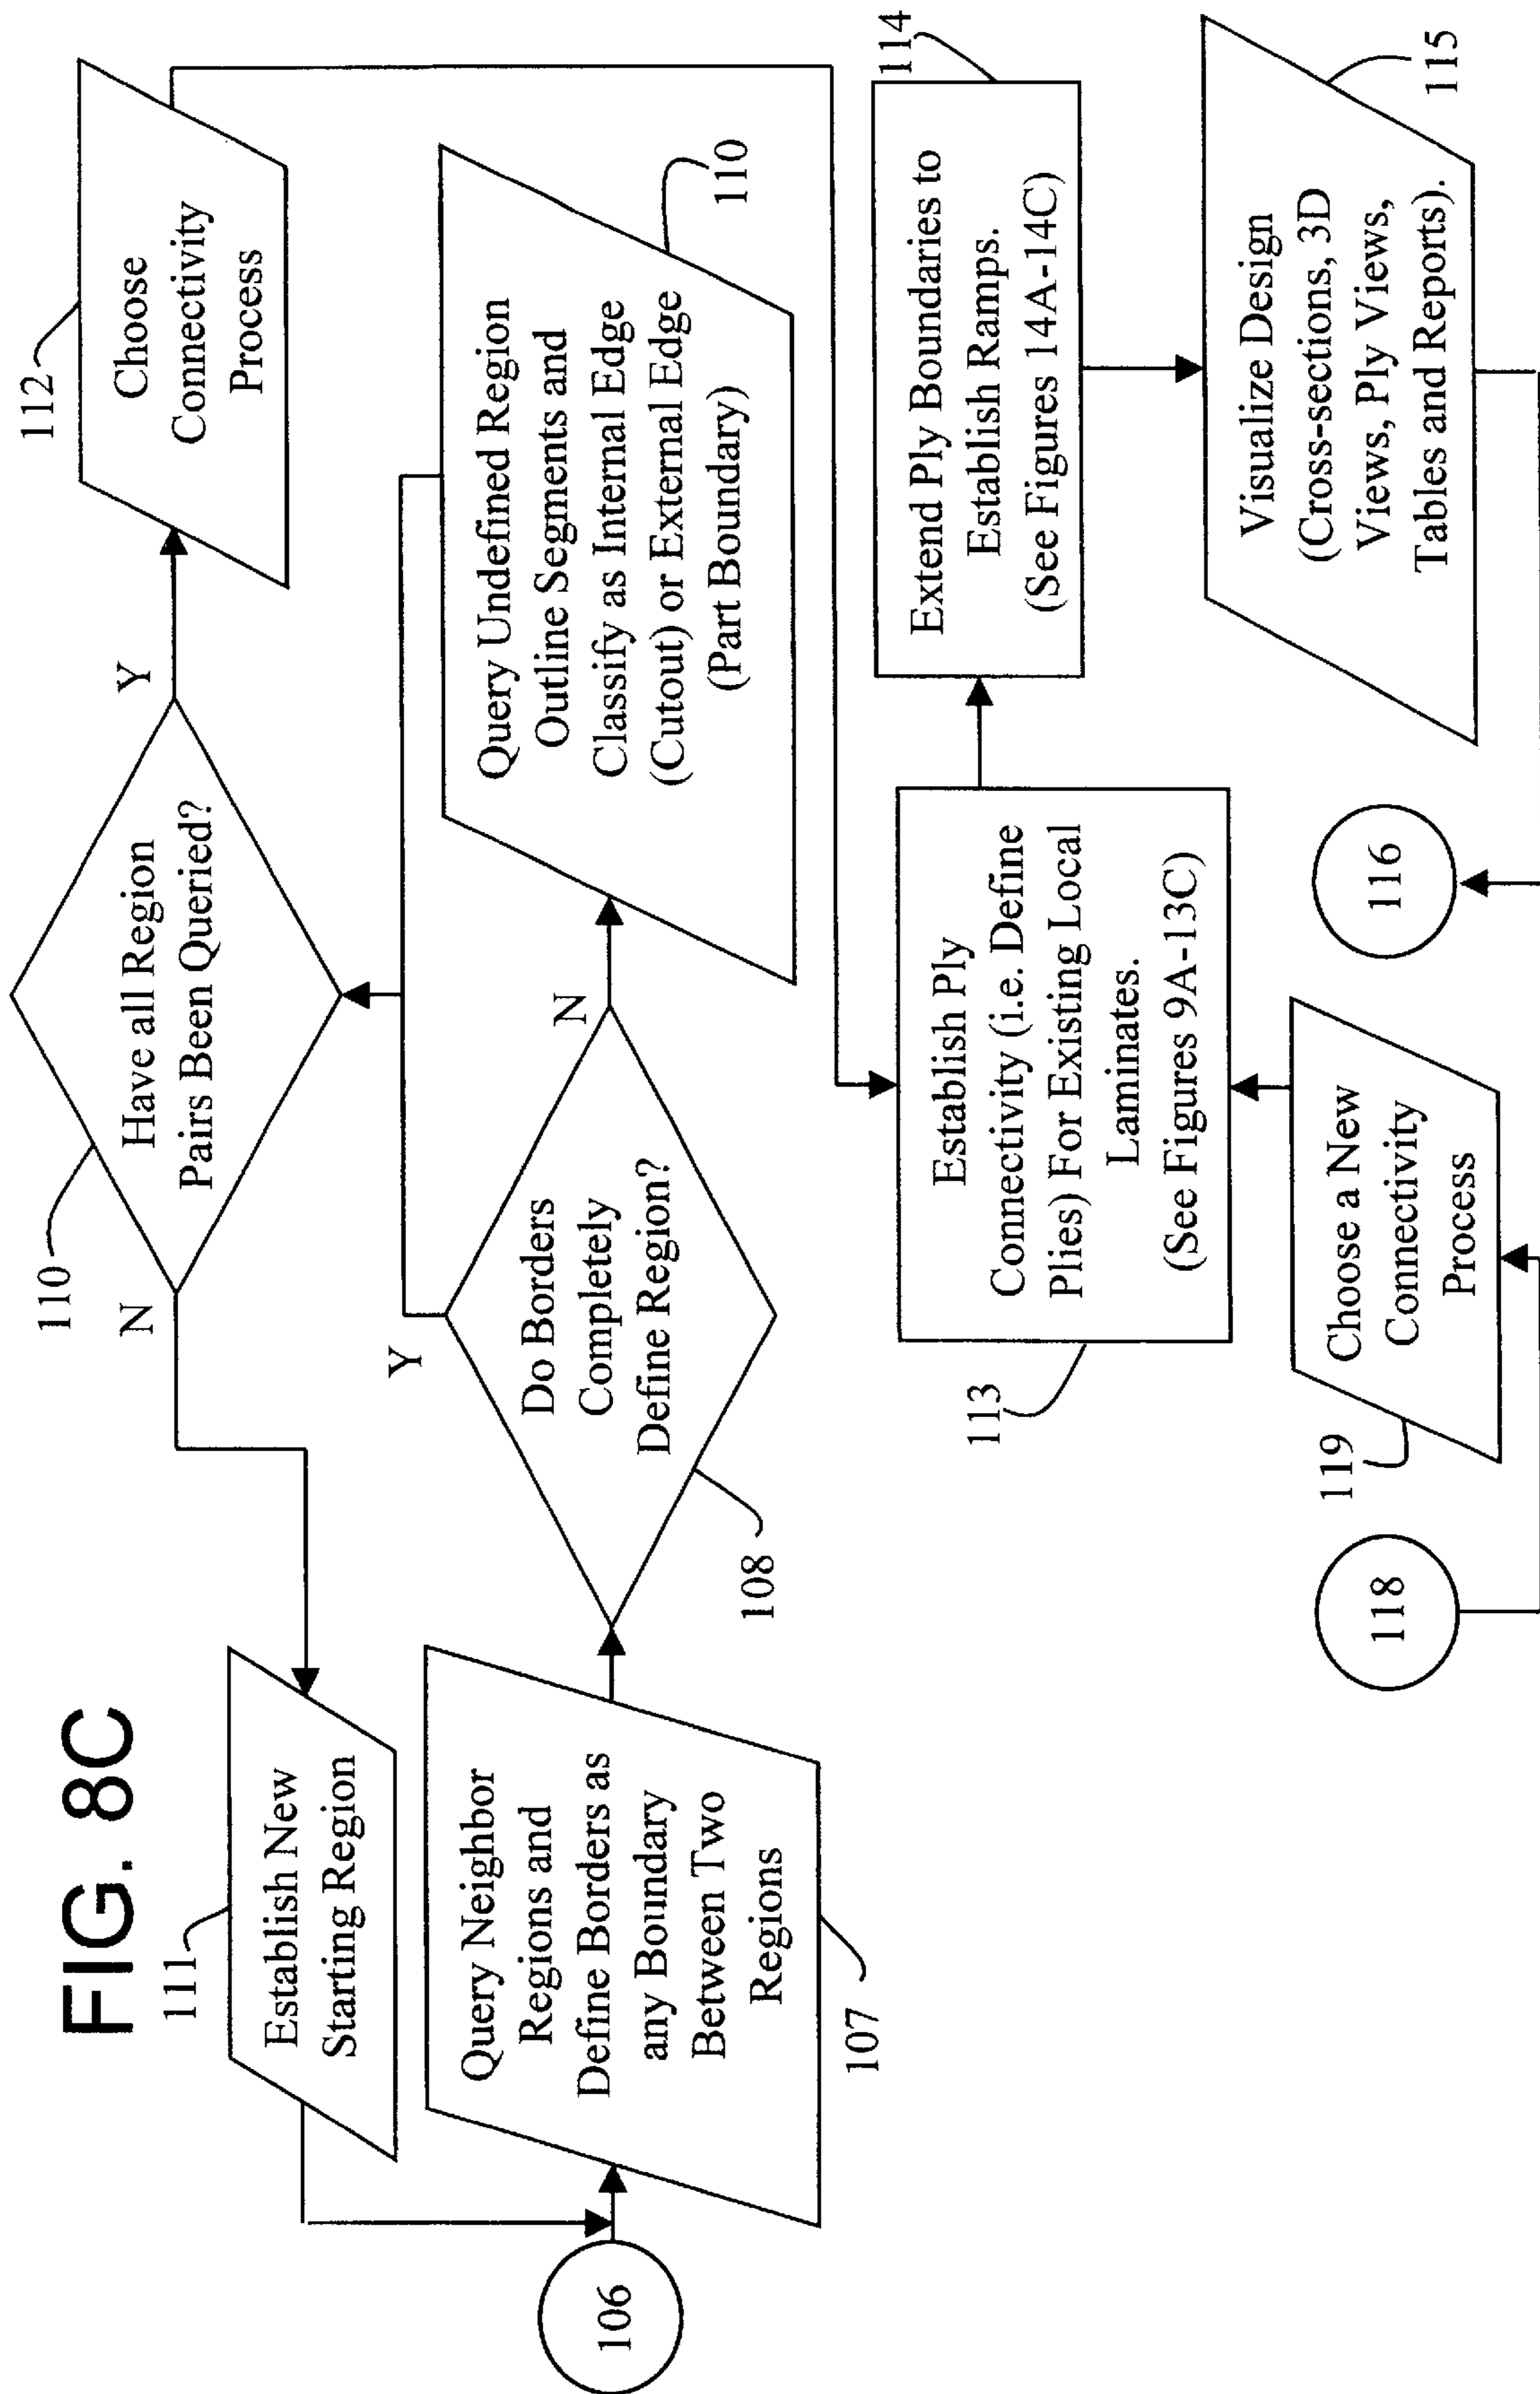 FIG. 8C
111
Establish New
Starting Region
N
110
Have all Region
Pairs Been Queried?
Y
112
Choose
Connectivity
Process
106
Query Neighbor
Regions and
Define Borders as
any Boundary
Between Two
Regions
107
Do Borders
Completely
Define Region?
108
Y
N
Query Undefined Region
Outline Segments and
Classify as Internal Edge
(Cutout) or External Edge
(Part Boundary)
110
113
Establish Ply
Connectivity (i.e. Define
Plies) For Existing Local
Laminates.
(See Figures 9A-13C)
Extend Ply Boundaries to
Establish Ramps.
(See Figures 14A-14C)
114
118
119
Choose a New
Connectivity
Process
116
Visualize Design
(Cross-sections, 3D
Views, Ply Views,
Tables and Reports).
115